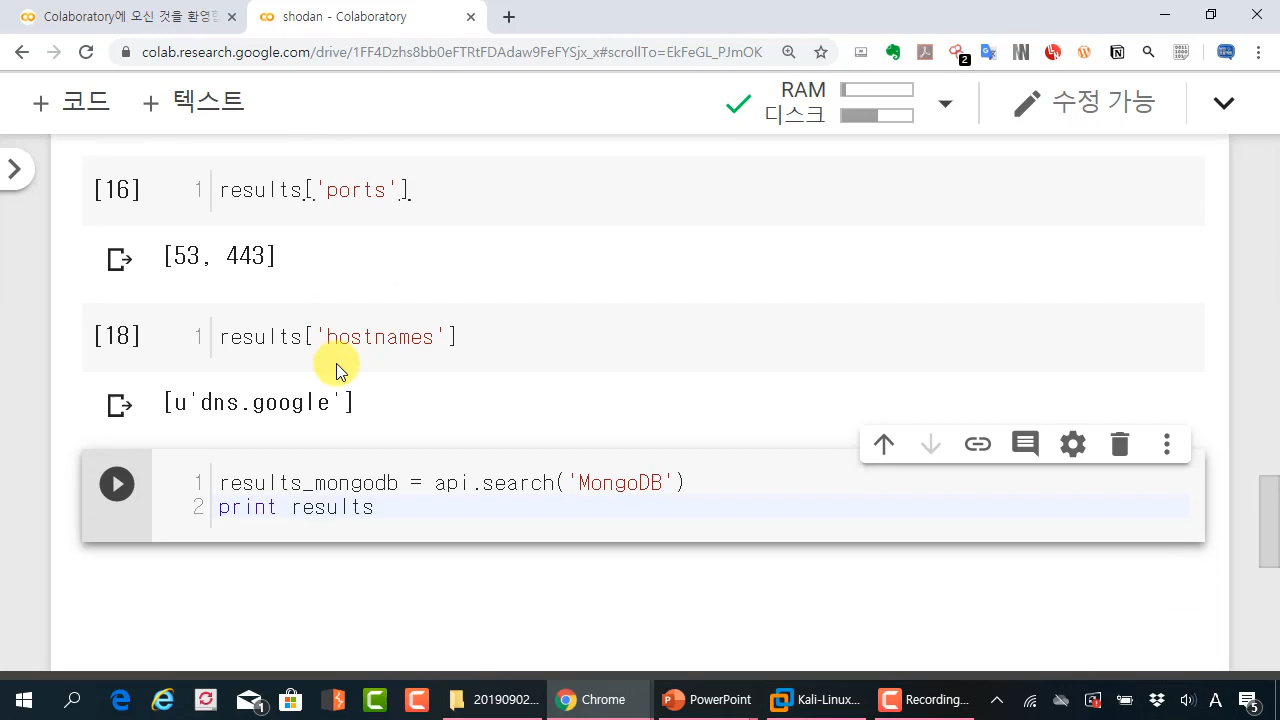 Colaboratory에 오신 것을 환영합
shodan - Colaboratory
colab.research.google.com/drive/1FF4Dzhs8bb0eFTRtFDAdaw9FeFYSjx_x#scrollTo=EkFeGL_PJmOK
2
+ 코드
+ 텍스트
RAM
디스크
수정 가능
[16]
1 results['ports']
[53, 443]
[18]
1 results['hostnames']
[u'dns.google']
1 results_mongodb = api.search('MongoDB')
2 print results
1
20190902...
Chrome
PowerPoint
Kali-Linux...
Recording...
A
5